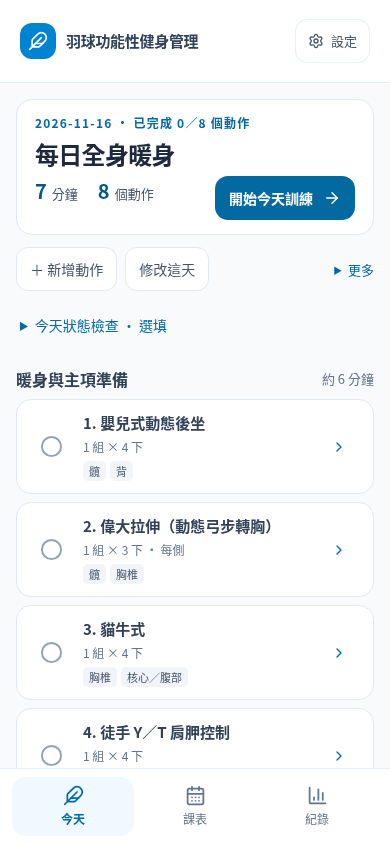 羽球功能性健身管理
設定
2026-11-16 · 已完成 0／8 個動作
每日全身暖身
7 分鐘 8 個動作
開始今天訓練 →
＋ 新增動作
修改這天
▶ 更多
▶ 今天狀態檢查 · 選填
暖身與主項準備
約 6 分鐘
1. 嬰兒式動態後坐
1 組 × 4 下
髖 背
2. 偉大拉伸（動態弓步轉胸）
1 組 × 3 下 · 每側
髖 胸椎
3. 貓牛式
1 組 × 4 下
胸椎 核心／腹部
4. 徒手 Y／T 肩胛控制
1 組 × 4 下
今天
課表
紀錄